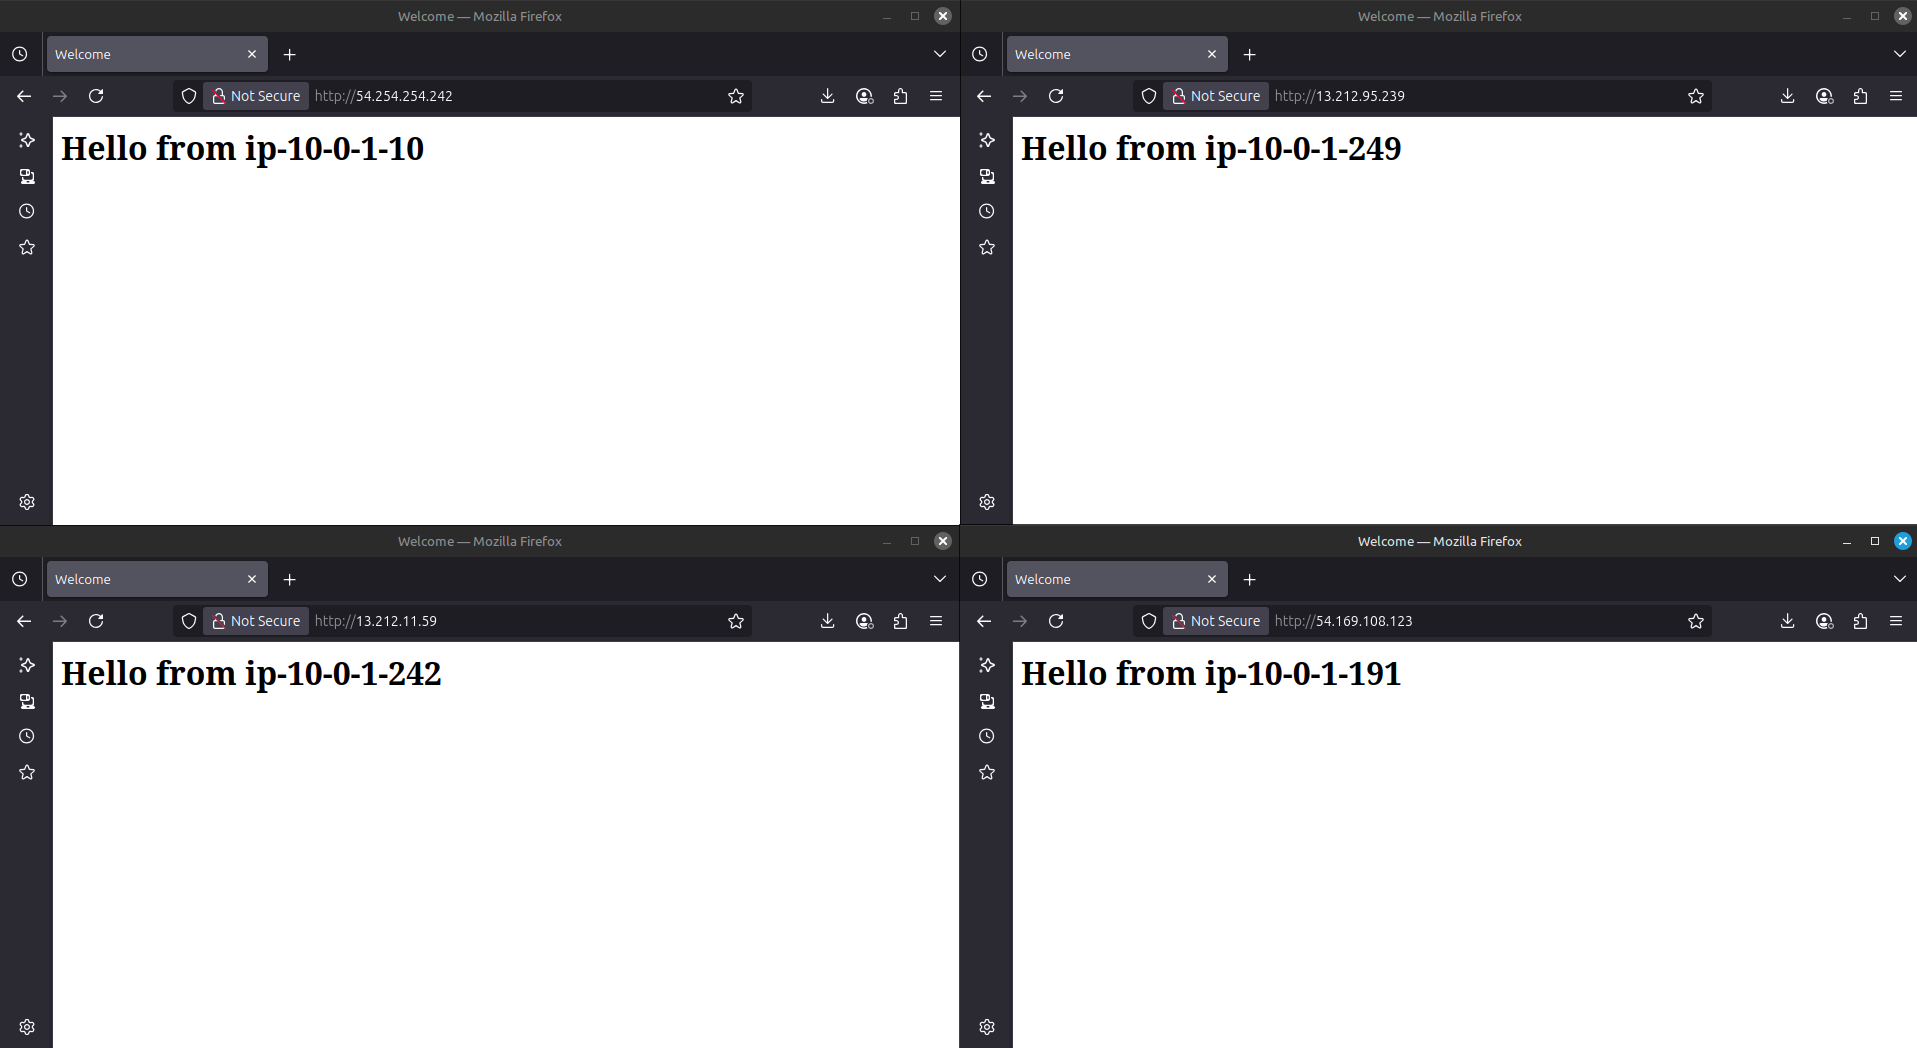 Welcome — Mozilla Firefox
Welcome
Not Secure http://54.254.254.242
Hello from ip-10-0-1-10
Welcome — Mozilla Firefox
Welcome
Not Secure http://13.212.95.239
Hello from ip-10-0-1-249
Welcome — Mozilla Firefox
Welcome
Not Secure http://13.212.11.59
Hello from ip-10-0-1-242
Welcome — Mozilla Firefox
Welcome
Not Secure http://54.169.108.123
Hello from ip-10-0-1-191